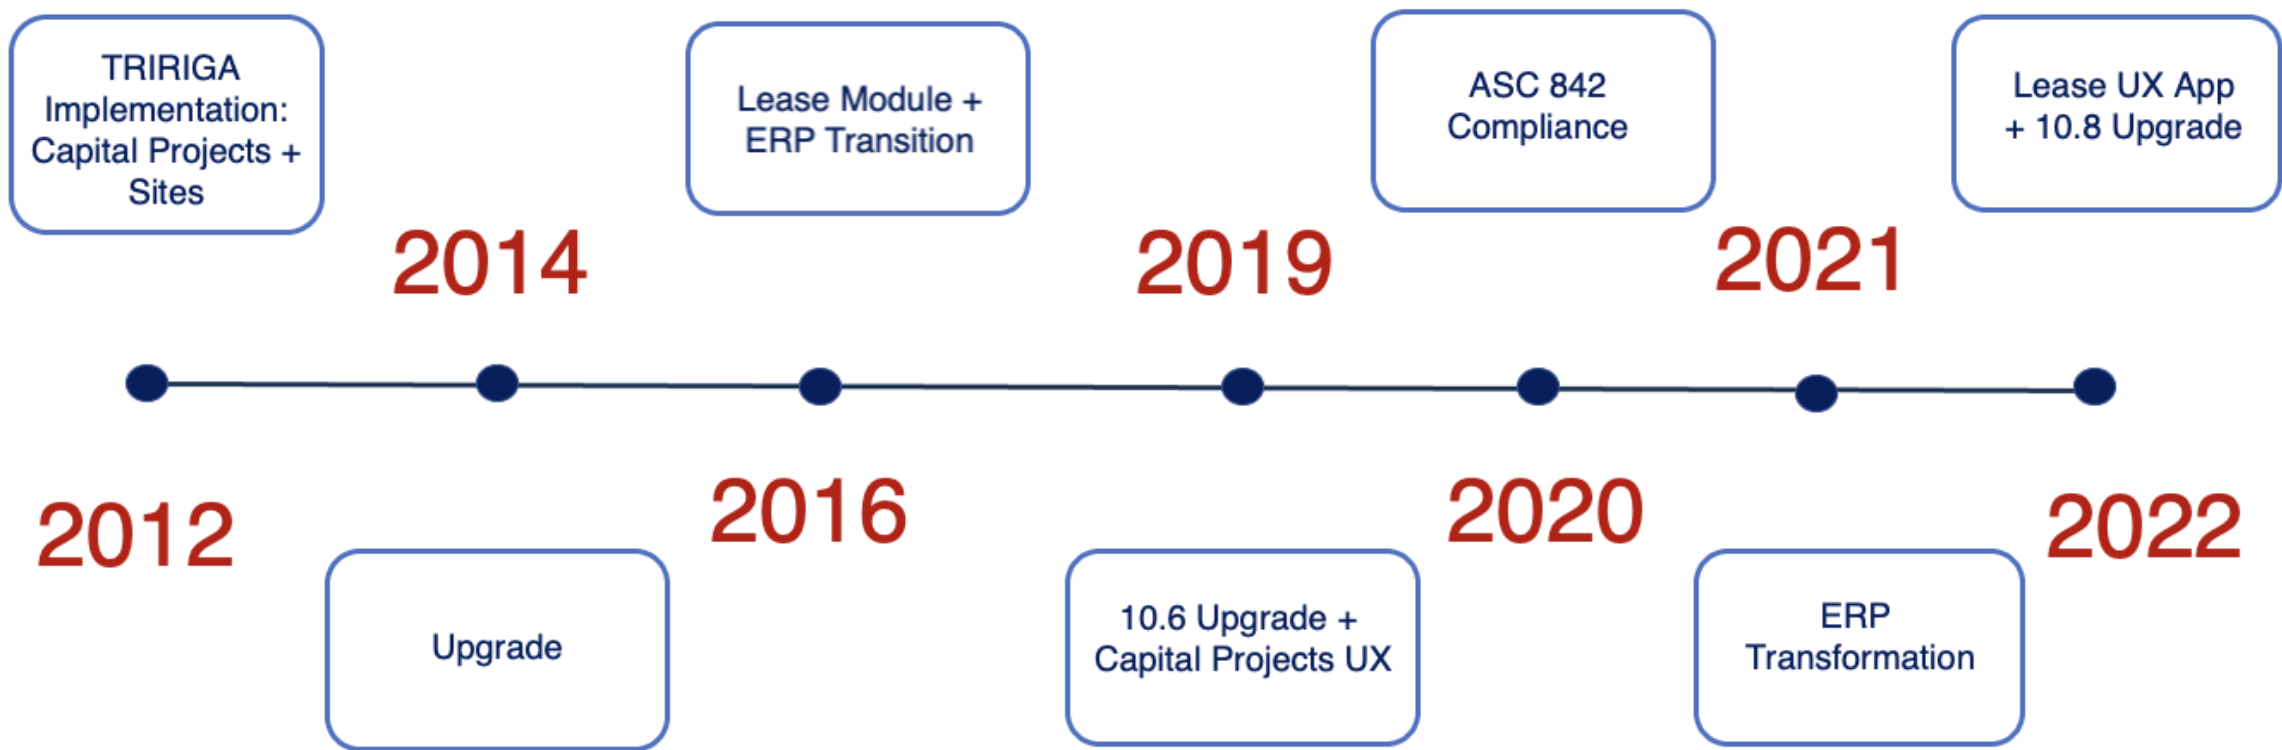 TRIRIGA
Implementation:
Capital Projects +
Sites
2012
2014
Upgrade
Lease Module +
ERP Transition
2016
2019
10.6 Upgrade +
Capital Projects UX
ASC 842
Compliance
2020
2021
ERP
Transformation
Lease UX App
+ 10.8 Upgrade
2022